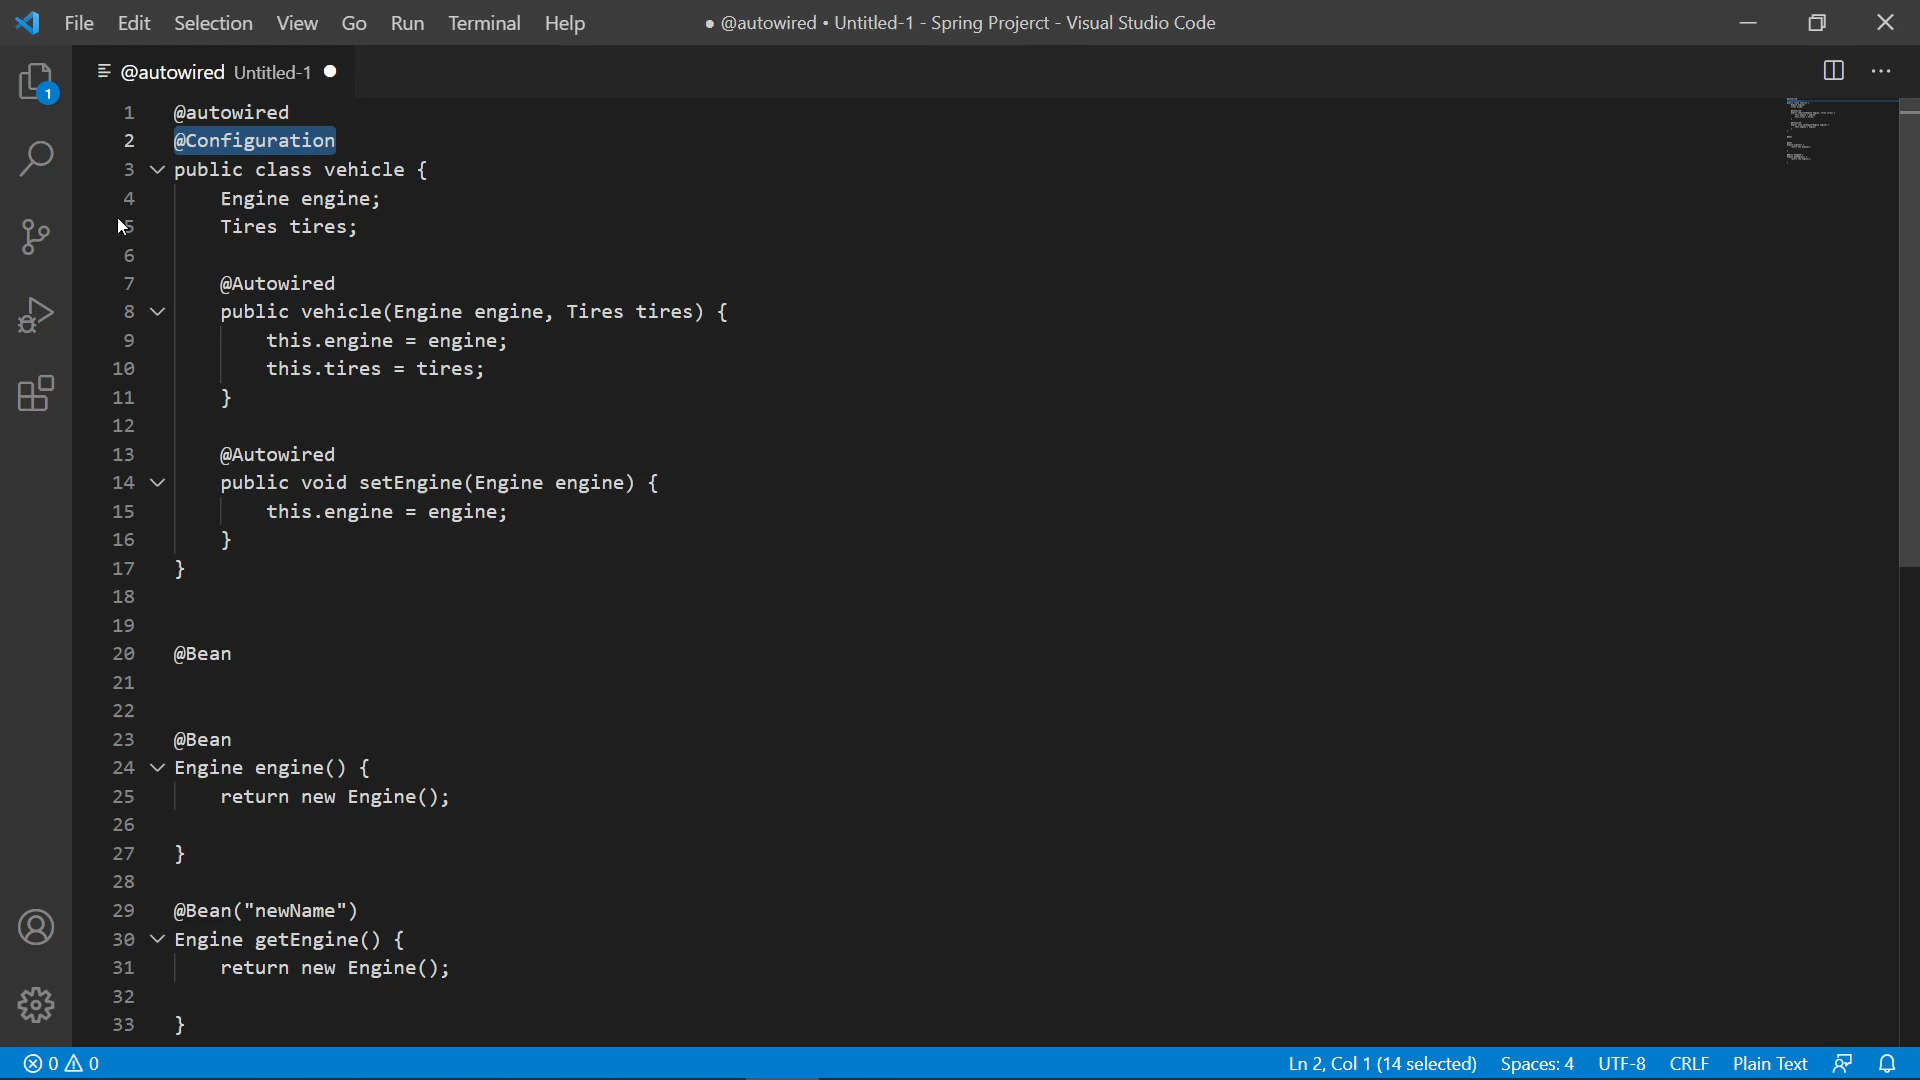 File Edit Selection View Go Run Terminal Help ● @autowired • Untitled-1 - Spring Projerct - Visual Studio Code
@autowired Untitled-1
1
1 @autowired
2 @Configuration
3 public class vehicle {
4 Engine engine;
5 Tires tires;
6
7 @Autowired
8 public vehicle(Engine engine, Tires tires) {
9 this.engine = engine;
10 this.tires = tires;
11 }
12
13 @Autowired
14 public void setEngine(Engine engine) {
15 this.engine = engine;
16 }
17 }
18
19
20 @Bean
21
22
23 @Bean
24 Engine engine() {
25 return new Engine();
26
27 }
28
29 @Bean("newName")
30 Engine getEngine() {
31 return new Engine();
32
33 }
0 0 Ln 2, Col 1 (14 selected) Spaces: 4 UTF-8 CRLF Plain Text